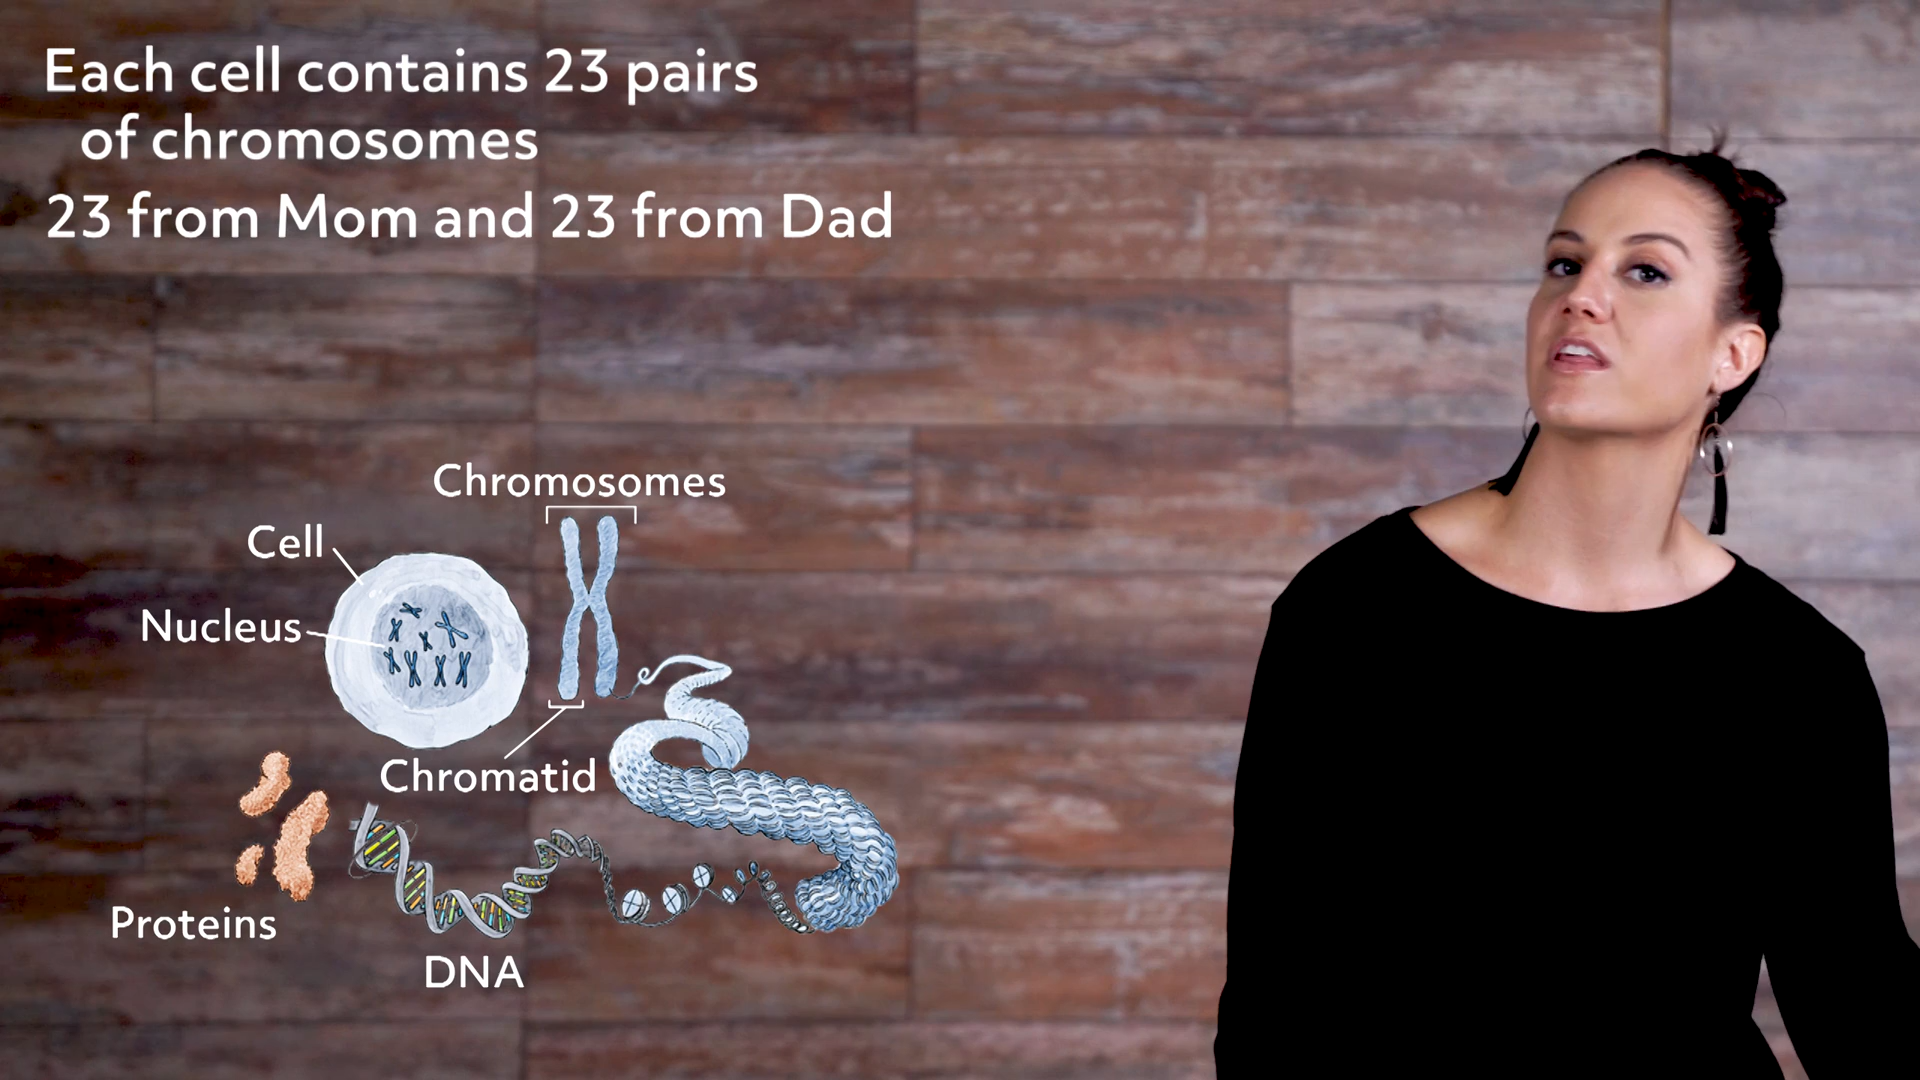 Each cell contains 23 pairs
of chromosomes
23 from Mom and 23 from Dad
Chromosomes
Cell
Nucleus
Chromatid
Proteins
DNA